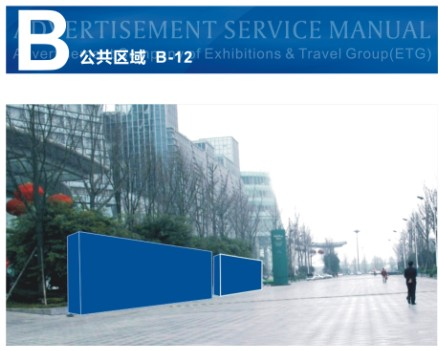 ADVERTISEMENT SERVICE MANUAL
B
公共区域 B-12
of Exhibitions & Travel Group(ETG)